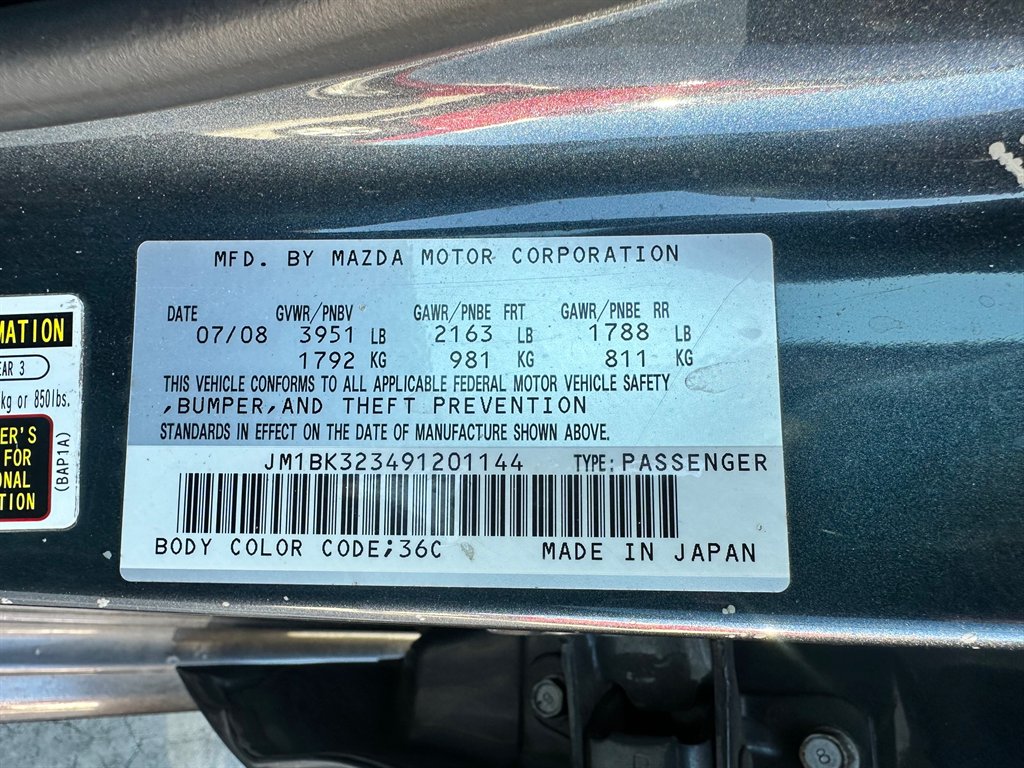 MFD. BY MAZDA MOTOR CORPORATION
DATE GVWR/PNBV GAWR/PNBE FRT GAWR/PNBE RR
07/08 3951 LB 2163 LB 1788 LB
1792 KG 981 KG 811 KG
THIS VEHICLE CONFORMS TO ALL APPLICABLE FEDERAL MOTOR VEHICLE SAFETY
,BUMPER,AND THEFT PREVENTION
STANDARDS IN EFFECT ON THE DATE OF MANUFACTURE SHOWN ABOVE.
JM1BK323491201144 TYPE: PASSENGER
BODY COLOR CODE;36C MADE IN JAPAN
MATION
EAR 3
kg or 850lbs.
ER'S
FOR
ONAL
TION
(BAP1A)
8